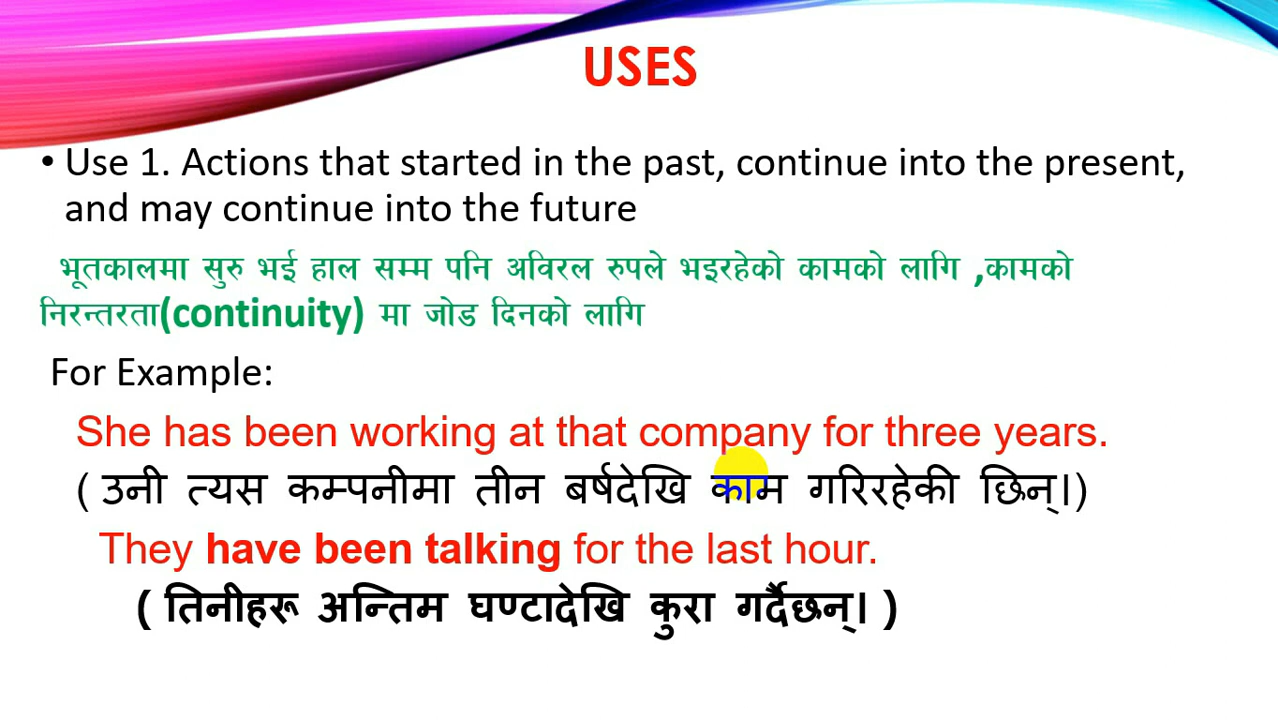 USES
• Use 1. Actions that started in the past, continue into the present,
and may continue into the future
भूतकालमा सुरु भई हाल सम्म पनि अविरल रुपले भइरहेको कामको लागि ,कामको
निरन्तरता(continuity) मा जोड दिनको लागि
For Example:
She has been working at that company for three years.
( उनी त्यस कम्पनीमा तीन बर्षदेखि काम गरिरहेकी छिन्।)
They have been talking for the last hour.
( तिनीहरू अन्तिम घण्टादेखि कुरा गर्दैछन्। )